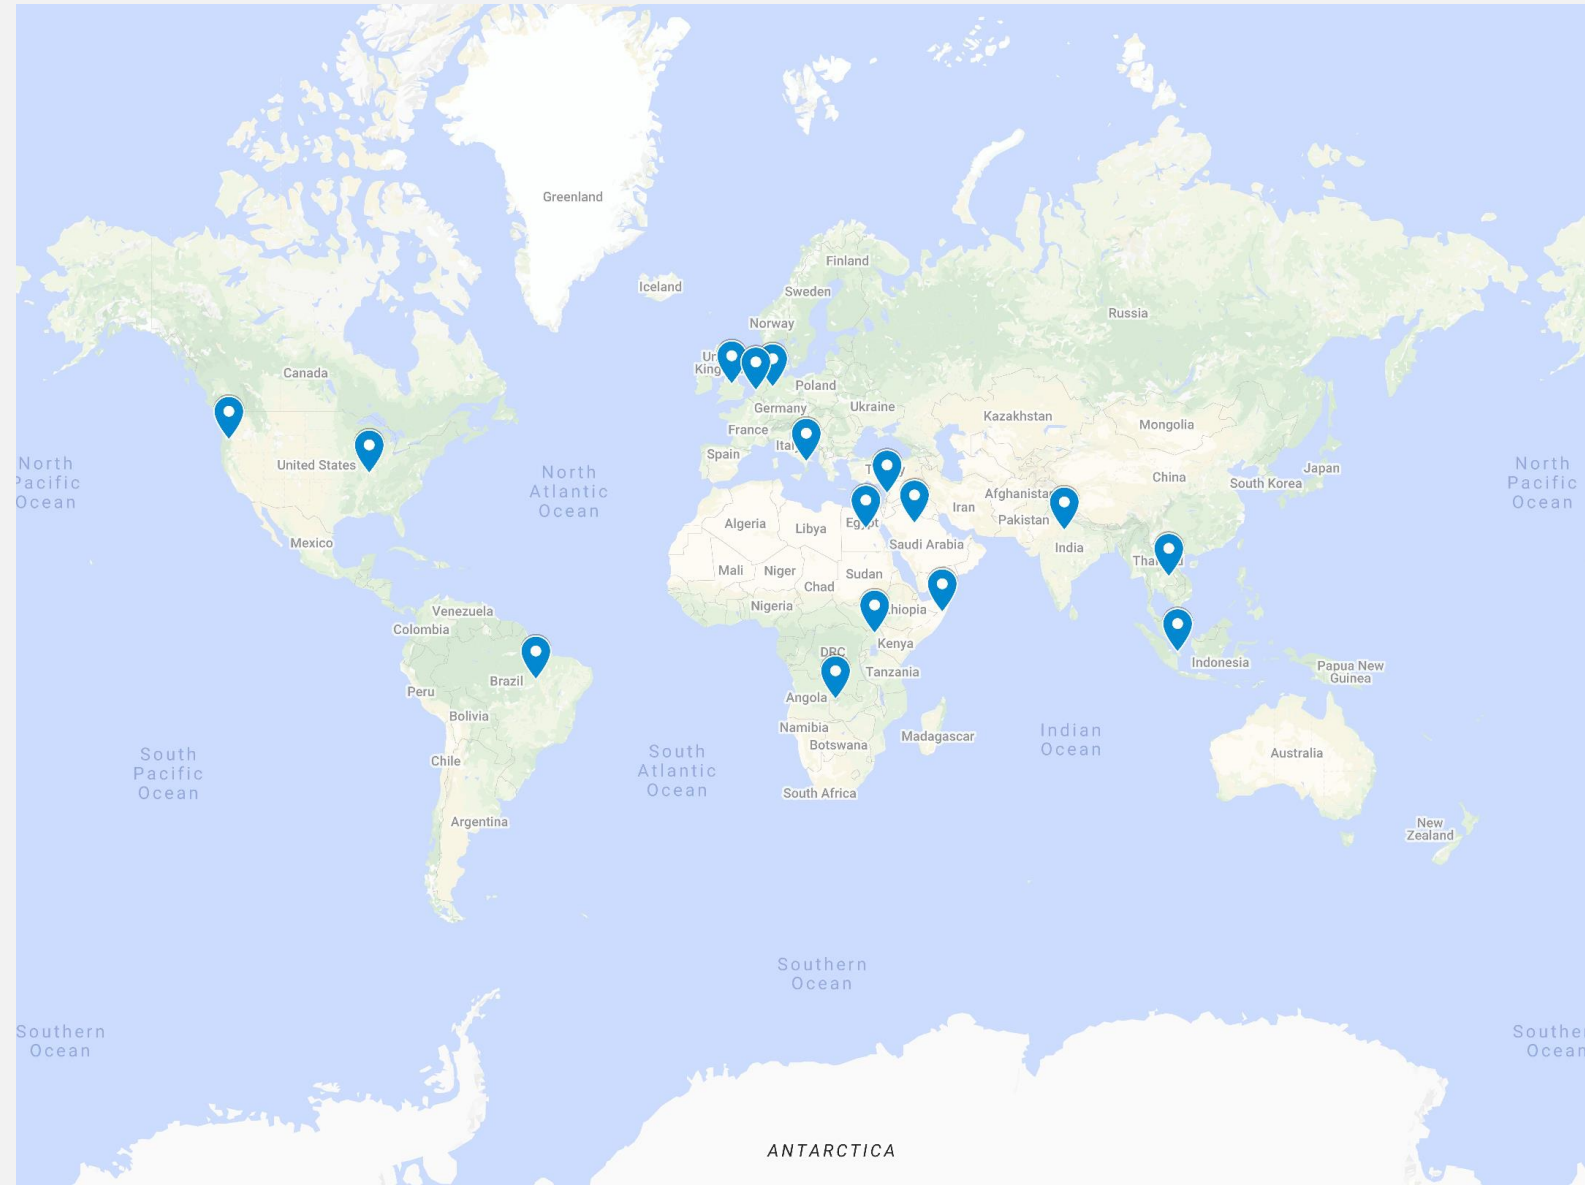 Greenland
Iceland
Finland
Sweden
Norway
Russia
Canada
Poland
Germany
Ukraine
France
Spain
Kazakhstan
Mongolia
United States
North
Pacific
Ocean
North
Atlantic
Ocean
China
Japan
South Korea
North
Pacific
Ocean
Iran
Pakistan
Algeria
Libya
Egypt
Saudi Arabia
India
Mexico
Mali
Niger
Chad
Sudan
Nigeria
Venezuela
Colombia
Kenya
DRC
Tanzania
Indonesia
Papua New
Guinea
Brazil
Peru
Angola
Bolivia
Namibia
Botswana
Madagascar
Indian
Ocean
Australia
Chile
South
Pacific
Ocean
South
Atlantic
Ocean
South Africa
Argentina
New
Zealand
Southern
Ocean
Southern
Ocean
Ocean
ANTARCTICA